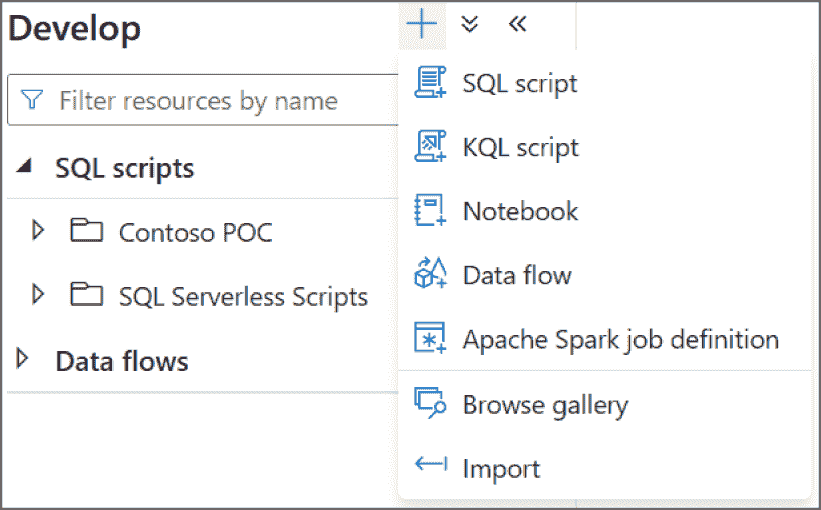 Develop
Filter resources by name
SQL scripts
Contoso POC
SQL Serverless Scripts
Data flows
SQL script
KQL script
Notebook
Data flow
Apache Spark job definition
Browse gallery
Import